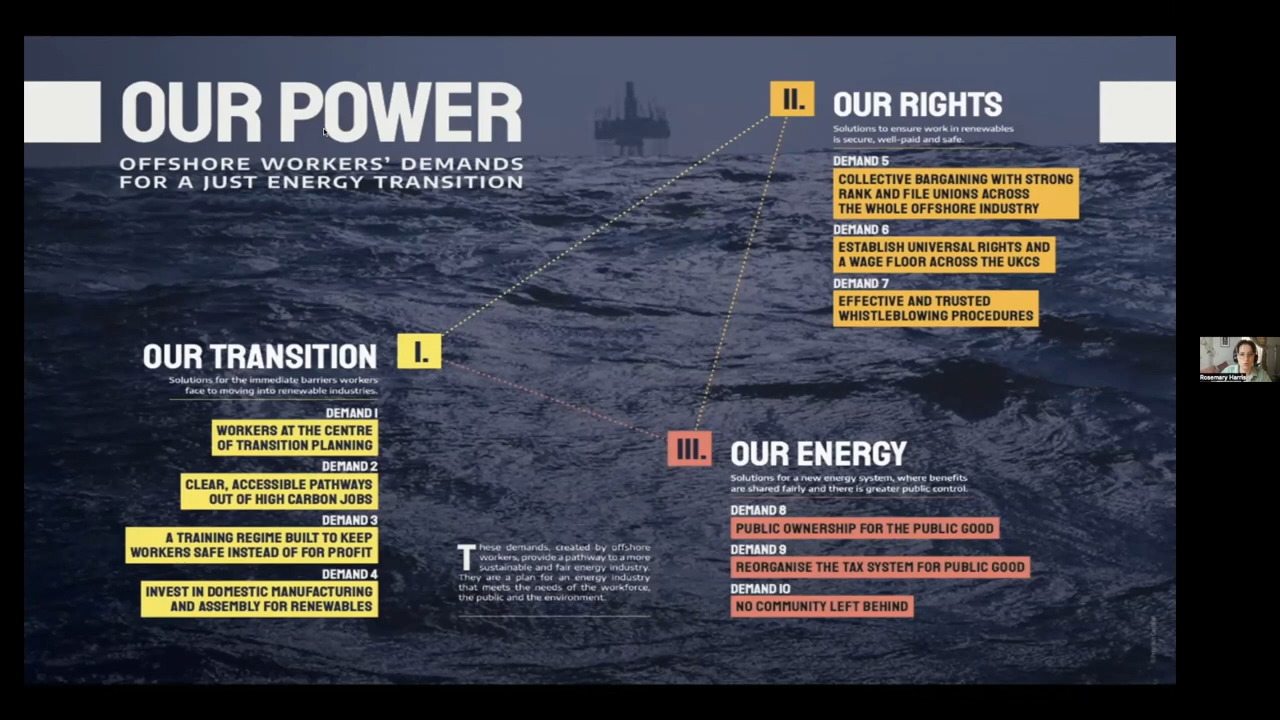 OUR POWER
OFFSHORE WORKERS' DEMANDS
FOR A JUST ENERGY TRANSITION
I.
OUR TRANSITION
Solutions for the immediate barriers workers
face to moving into renewable industries.
DEMAND 1
WORKERS AT THE CENTRE
OF TRANSITION PLANNING
DEMAND 2
CLEAR, ACCESSIBLE PATHWAYS
OUT OF HIGH CARBON JOBS
DEMAND 3
A TRAINING REGIME BUILT TO KEEP
WORKERS SAFE INSTEAD OF FOR PROFIT
DEMAND 4
INVEST IN DOMESTIC MANUFACTURING
AND ASSEMBLY FOR RENEWABLES
II.
OUR RIGHTS
Solutions to ensure work in renewables
is secure, well-paid and safe.
DEMAND 5
COLLECTIVE BARGAINING WITH STRONG
RANK AND FILE UNIONS ACROSS
THE WHOLE OFFSHORE INDUSTRY
DEMAND 6
ESTABLISH UNIVERSAL RIGHTS AND
A WAGE FLOOR ACROSS THE UKCS
DEMAND 7
EFFECTIVE AND TRUSTED
WHISTLEBLOWING PROCEDURES
III.
OUR ENERGY
Solutions for a new energy system, where benefits
are shared fairly and there is greater public control.
DEMAND 8
PUBLIC OWNERSHIP FOR THE PUBLIC GOOD
DEMAND 9
REORGANISE THE TAX SYSTEM FOR PUBLIC GOOD
DEMAND 10
NO COMMUNITY LEFT BEHIND
These demands, created by offshore
workers, provide a pathway to a more
sustainable and fair energy industry.
They are a plan for an energy industry
that meets the needs of the workforce,
the public and the environment.
Rosemary Harris